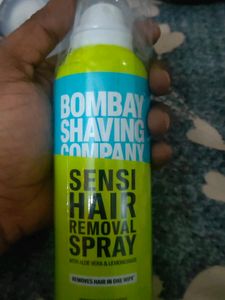 BOMBAY
SHAVING
COMPANY
SENSI
HAIR
REMOVAL
SPRAY
WITH ALOE VERA & LEMONGRASS
REMOVES HAIR IN ONE WIPE